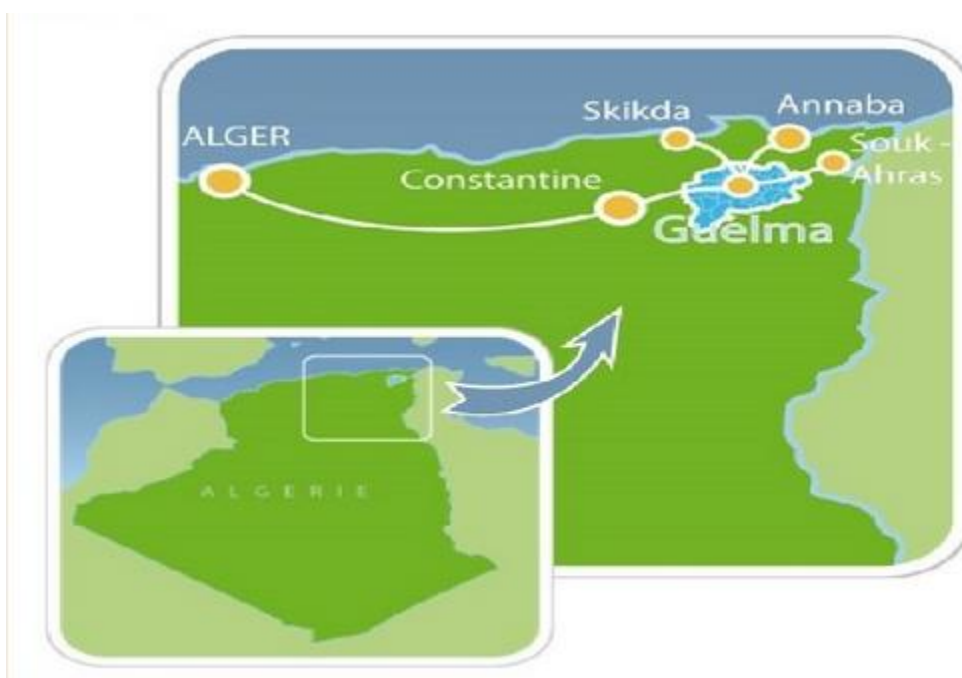 Skikda
Annaba
ALGER
Souk -
Ahras
Constantine
Guelma
ALGERIE